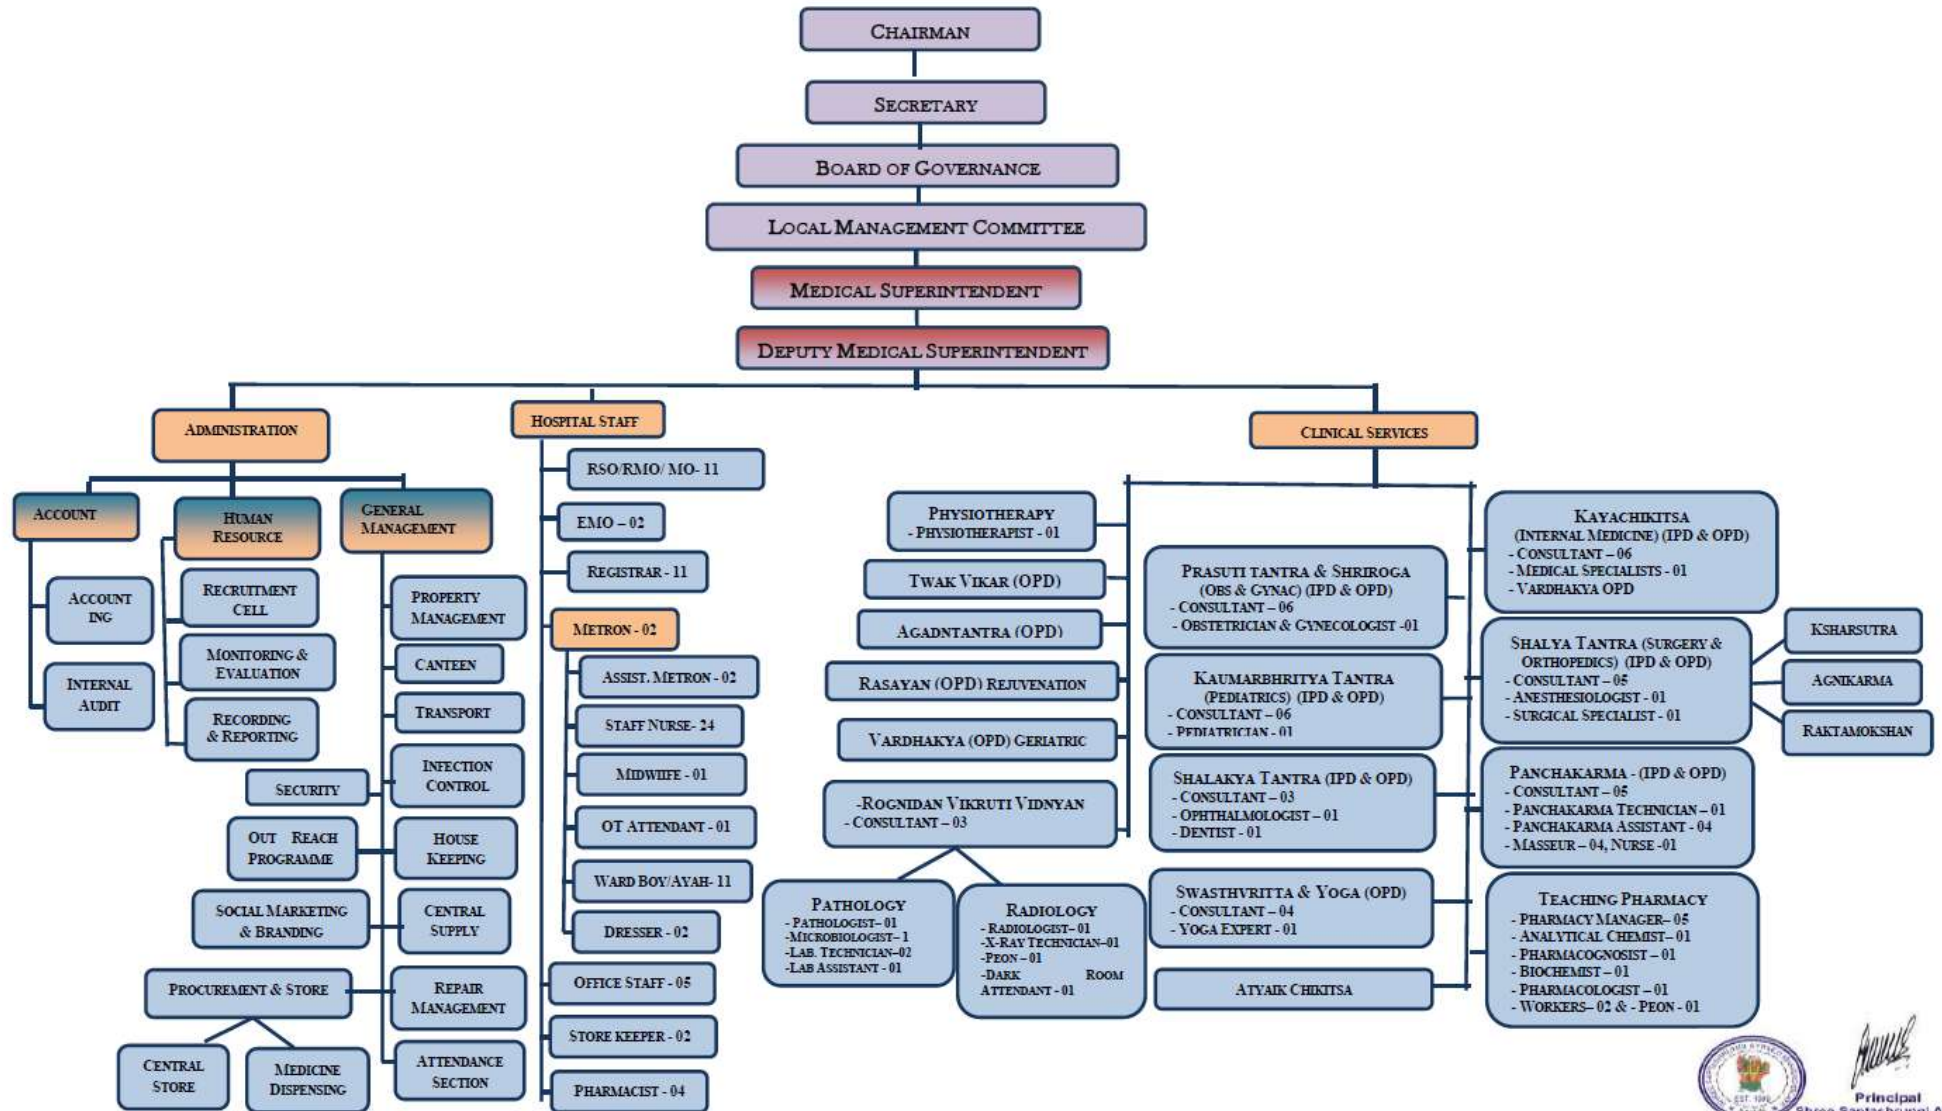 CHAIRMAN
SECRETARY
BOARD OF GOVERNANCE
LOCAL MANAGEMENT COMMITTEE
MEDICAL SUPERINTENDENT
DEPUTY MEDICAL SUPERINTENDENT
ADMINISTRATION
HOSPITAL STAFF
CLINICAL SERVICES
ACCOUNT
HUMAN
RESOURCE
GENERAL
MANAGEMENT
ACCOUNT
ING
INTERNAL
AUDIT
RECRUITMENT
CELL
MONITORING &
EVALUATION
RECORDING
& REPORTING
PROPERTY
MANAGEMENT
CANTEEN
TRANSPORT
INFECTION
CONTROL
SECURITY
OUT REACH
PROGRAMME
HOUSE
KEEPING
SOCIAL MARKETING
& BRANDING
CENTRAL
SUPPLY
PROCUREMENT & STORE
REPAIR
MANAGEMENT
CENTRAL
STORE
MEDICINE
DISPENSING
ATTENDANCE
SECTION
RSO/RMO/ MO- 11
EMO – 02
REGISTRAR - 11
METRON - 02
ASSIST. METRON - 02
STAFF NURSE- 24
MIDWIIFE - 01
OT ATTENDANT - 01
WARD BOY/AYAH- 11
DRESSER - 02
OFFICE STAFF - 05
STORE KEEPER - 02
PHARMACIST - 04
PHYSIOTHERAPY
- PHYSIOTHERAPIST - 01
TWAK VIKAR (OPD)
AGADNTANTRA (OPD)
RASAYAN (OPD) REJUVENATION
VARDHAKYA (OPD) GERIATRIC
-ROGNIDAN VIKRUTI VIDNYAN
- CONSULTANT – 03
PATHOLOGY
- PATHOLOGIST– 01
-MICROBIOLOGIST– 1
-LAB. TECHNICIAN–02
-LAB ASSISTANT - 01
RADIOLOGY
- RADIOLOGIST– 01
-X-RAY TECHNICIAN–01
-PEON – 01
-DARK ROOM
ATTENDANT - 01
PRASUTI TANTRA & SHRIROGA
(OBS & GYNAC) (IPD & OPD)
- CONSULTANT – 06
- OBSTETRICIAN & GYNECOLOGIST -01
KAUMARBHRITYA TANTRA
(PEDIATRICS) (IPD & OPD)
- CONSULTANT – 06
- PEDIATRICIAN - 01
SHALAKYA TANTRA (IPD & OPD)
- CONSULTANT – 03
- OPHTHALMOLOGIST – 01
- DENTIST - 01
SWASTHVRITTA & YOGA (OPD)
- CONSULTANT – 04
- YOGA EXPERT - 01
ATYAIK CHIKITSA
KAYACHIKITSA
(INTERNAL MEDICINE) (IPD & OPD)
- CONSULTANT – 06
- MEDICAL SPECIALISTS - 01
- VARDHAKYA OPD
SHALYA TANTRA (SURGERY &
ORTHOPEDICS) (IPD & OPD)
- CONSULTANT – 05
- ANESTHESIOLOGIST - 01
- SURGICAL SPECIALIST - 01
KSHARSUTRA
AGNIKARMA
RAKTAMOKSHAN
PANCHAKARMA - (IPD & OPD)
- CONSULTANT – 05
- PANCHAKARMA TECHNICIAN – 01
- PANCHAKARMA ASSISTANT - 04
- MASSEUR – 04, NURSE -01
TEACHING PHARMACY
- PHARMACY MANAGER– 05
- ANALYTICAL CHEMIST– 01
- PHARMACOGNOSIST – 01
- BIOCHEMIST – 01
- PHARMACOLOGIST – 01
- WORKERS– 02 & - PEON - 01
Principal